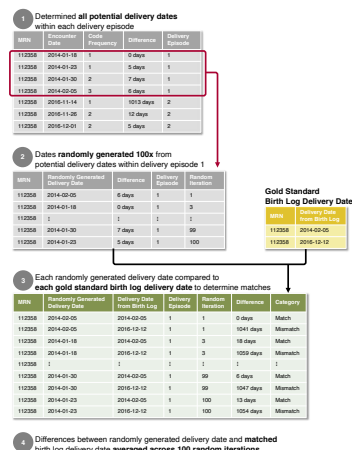 1 Determined all potential delivery dates
within each delivery episode
MRN Encounter Date Code Frequency Difference Delivery Episode
112358 2014-01-18 1 0 days 1
112358 2014-01-23 1 5 days 1
112358 2014-01-30 2 7 days 1
112358 2014-02-05 3 6 days 1
112358 2016-11-14 1 1013 days 2
112358 2016-11-26 2 12 days 2
112358 2016-12-01 2 5 days 2
2 Dates randomly generated 100x from
potential delivery dates within delivery episode 1
MRN Randomly Generated Delivery Date Difference Delivery Episode Random Iteration
112358 2014-02-05 6 days 1 1
112358 2014-01-18 0 days 1 3
112358 : : : :
112358 2014-01-30 7 days 1 99
112358 2014-01-23 5 days 1 100
Gold Standard
Birth Log Delivery Date
MRN Delivery Date from Birth Log
112358 2014-02-05
112358 2016-12-12
3 Each randomly generated delivery date compared to
each gold standard birth log delivery date to determine matches
MRN Randomly Generated Delivery Date Delivery Date from Birth Log Delivery Episode Random Iteration Difference Category
112358 2014-02-05 2014-02-05 1 1 0 days Match
112358 2014-02-05 2016-12-12 1 1 1041 days Mismatch
112358 2014-01-18 2014-02-05 1 3 18 days Match
112358 2014-01-18 2016-12-12 1 3 1059 days Mismatch
112358 : : : : : :
112358 2014-01-30 2014-02-05 1 99 6 days Match
112358 2014-01-30 2016-12-12 1 99 1047 days Mismatch
112358 2014-01-23 2014-02-05 1 100 13 days Match
112358 2014-01-23 2016-12-12 1 100 1054 days Mismatch
4 Differences between randomly generated delivery date and matched
birth log delivery date averaged across 100 random iterations